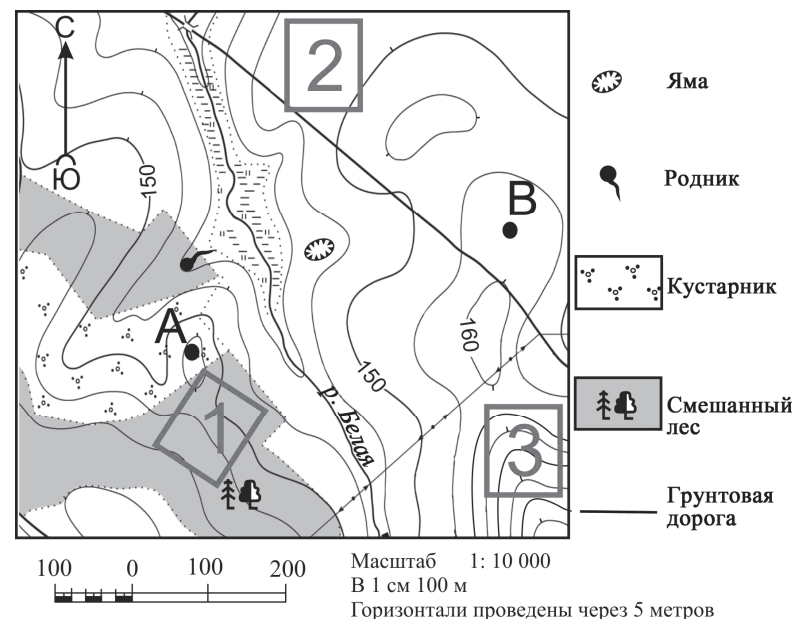 С
Ю
2
150
В
А
160
150
1
3
р. Белая
Яма
Родник
Кустарник
Смешанный
лес
Грунтовая
дорога
100 0 100 200
Масштаб 1: 10 000
В 1 см 100 м
Горизонтали проведены через 5 метров